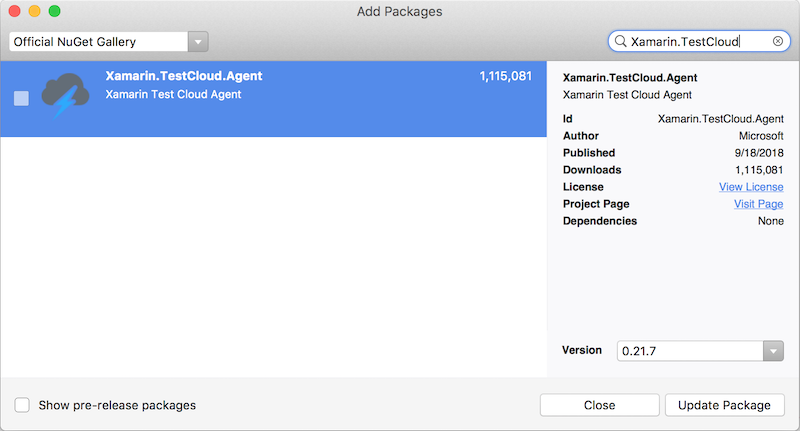 Add Packages
Official NuGet Gallery
Xamarin.TestCloud
Xamarin.TestCloud.Agent 1,115,081
Xamarin Test Cloud Agent
Xamarin.TestCloud.Agent
Xamarin Test Cloud Agent
Id Xamarin.TestCloud.Agent
Author Microsoft
Published 9/18/2018
Downloads 1,115,081
License View License
Project Page Visit Page
Dependencies None
Version 0.21.7
Show pre-release packages
Close
Update Package